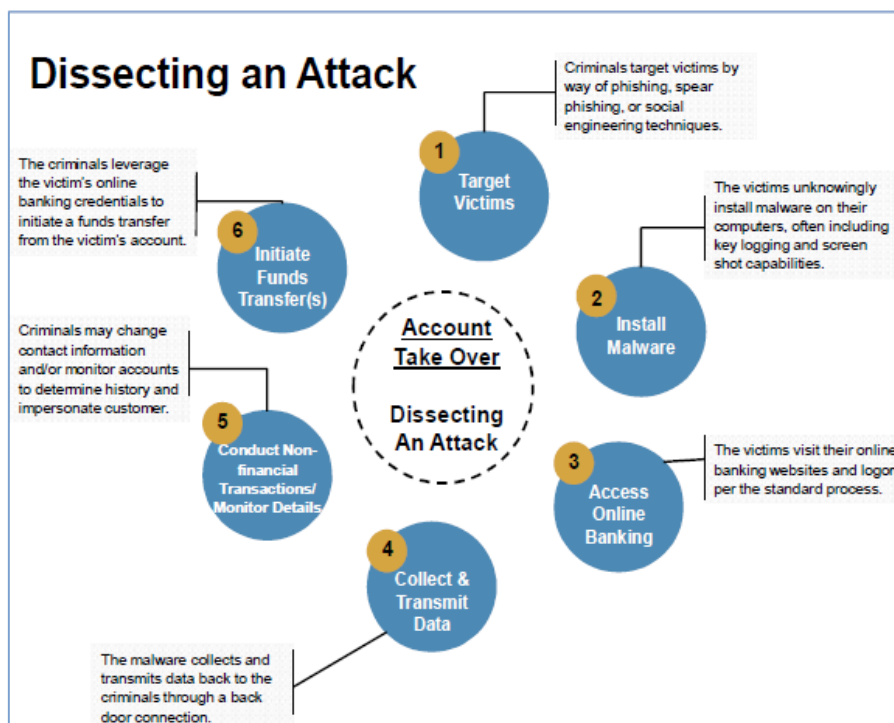 Dissecting an Attack
Criminals target victims by
way of phishing, spear
phishing, or social
engineering techniques.
1
Target
Victims
The victims unknowingly
install malware on their
computers, often including
key logging and screen
shot capabilities.
2
Install
Malware
The victims visit their online
banking websites and logon
per the standard process.
3
Access
Online
Banking
4
Collect &
Transmit
Data
The malware collects and
transmits data back to the
criminals through a back
door connection.
Criminals may change
contact information
and/or monitor accounts
to determine history and
impersonate customer.
5
Conduct Non-
financial
Transactions/
Monitor Details
The criminals leverage
the victim's online
banking credentials to
initiate a funds transfer
from the victim's account.
6
Initiate
Funds
Transfer(s)
Account
Take Over
Dissecting
An Attack